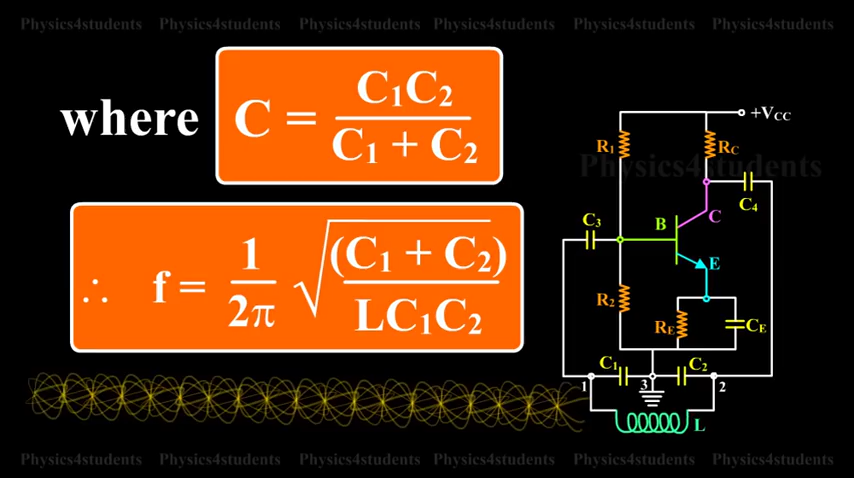 Physics4students Physics4students Physics4students Physics4students Physics4students Physics4students
where C = C₁C₂ / C₁ + C₂
∴ f = 1/2π √(C₁ + C₂)/LC₁C₂
+VCC
R₁
RC
Physics4students
C₄
C
C₃
B
E
R₂
RE
CE
C₁
C₂
1
3
2
L
Physics4students Physics4students Physics4students Physics4students Physics4students Physics4students